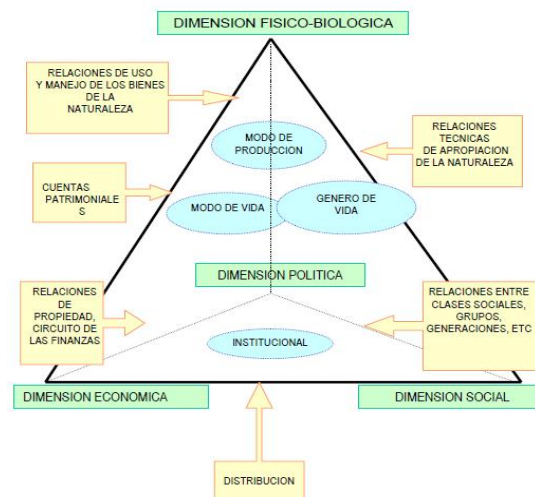 DIMENSION FISICO-BIOLOGICA
RELACIONES DE USO
Y MANEJO DE LOS BIENES
DE LA
NATURALEZA
RELACIONES
TECNICAS
DE APROPIACION
DE LA NATURALEZA
MODO DE
PRODUCCION
CUENTAS
PATRIMONIALE
S
MODO DE VIDA
GENERO DE
VIDA
DIMENSION POLITICA
RELACIONES
DE
PROPIEDAD,
CIRCUITO DE
LAS FINANZAS
RELACIONES ENTRE
CLASES SOCIALES,
GRUPOS,
GENERACIONES, ETC
INSTITUCIONAL
DIMENSION ECONOMICA
DIMENSION SOCIAL
DISTRIBUCION